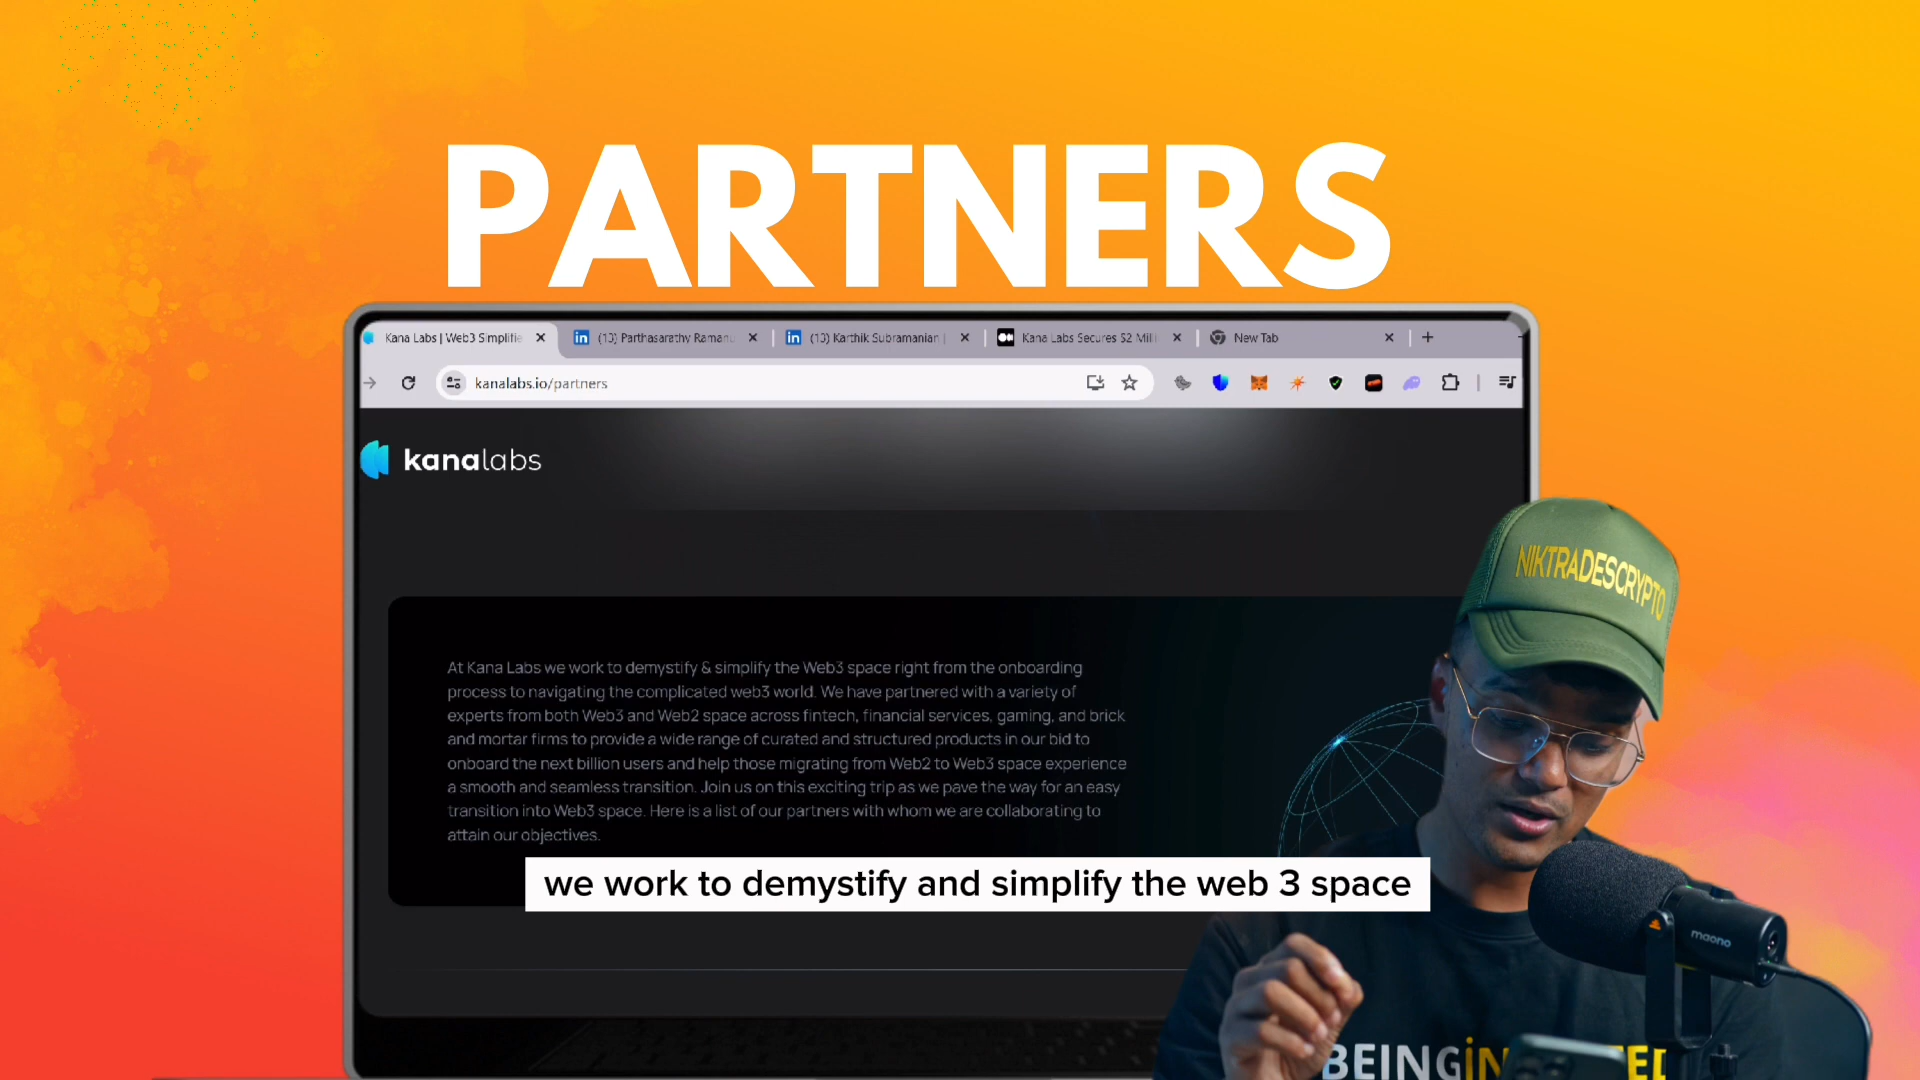 PARTNERS
Kana Labs | Web3 Simplifie
(10) Parthasarathy Raman
(10) Karthik Subramanian |
Kana Labs Secures $2 Milli
New Tab
kanalabs.io/partners
kanalabs
NIKTRADESCRYPTO
At Kana Labs we work to demystify & simplify the Web3 space right from the onboarding
process to navigating the complicated web3 world. We have partnered with a variety of
experts from both Web3 and Web2 space across fintech, financial services, gaming, and brick
and mortar firms to provide a wide range of curated and structured products in our bid to
onboard the next billion users and help those migrating from Web2 to Web3 space experience
a smooth and seamless transition. Join us on this exciting trip as we pave the way for an easy
transition into Web3 space. Here is a list of our partners with whom we are collaborating to
attain our objectives.
we work to demystify and simplify the web 3 space
maono